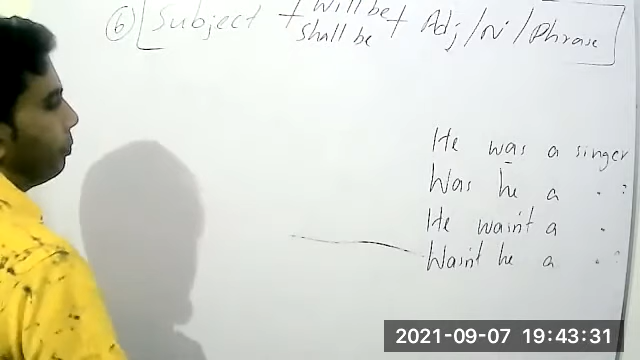 ⑥ Subject + will be / shall be + Adj/N/Phrase
He was a singer
Was he a . ?
He wasn't a .
Wasn't he a . ?
2021-09-07 19:43:31